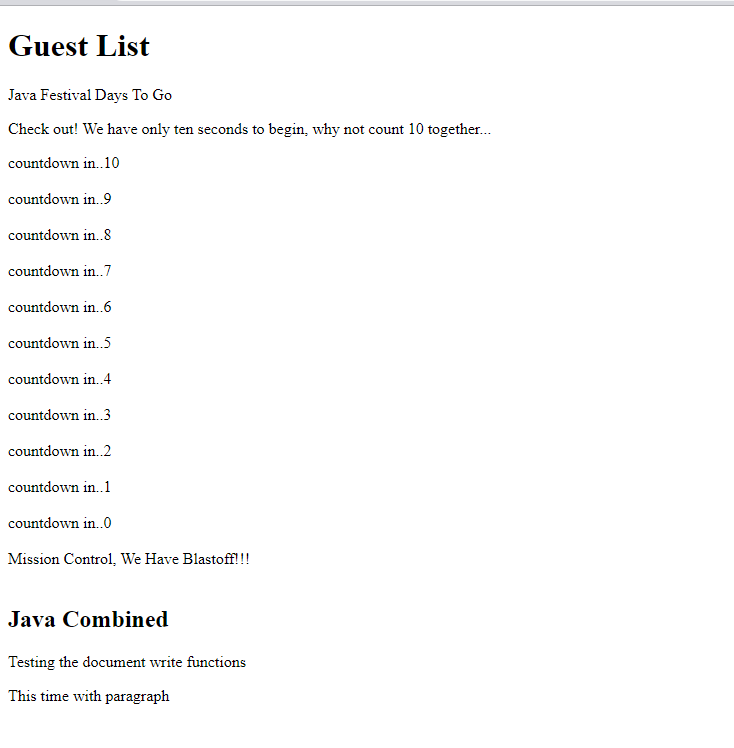 Guest List
Java Festival Days To Go
Check out! We have only ten seconds to begin, why not count 10 together...
countdown in..10
countdown in..9
countdown in..8
countdown in..7
countdown in..6
countdown in..5
countdown in..4
countdown in..3
countdown in..2
countdown in..1
countdown in..0
Mission Control, We Have Blastoff!!!
Java Combined
Testing the document write functions
This time with paragraph